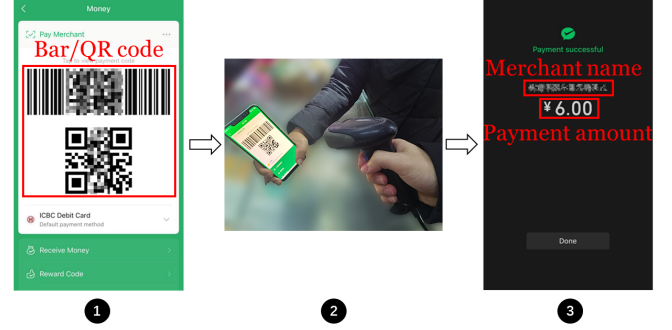 Money
Pay Merchant
Bar/QR code
ICBC Debit Card
Default payment method
Receive Money
Reward Code
Payment successful
Merchant name
¥6.00
Payment amount
Done
1
2
3